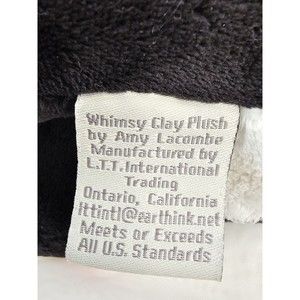 Whimsy Clay Plush
by Amy Lacombe
Manufactured by
L.T.T.International
Trading
Ontario, California
lttintl@earthink.net
Meets or Exceeds
All U.S. Standards